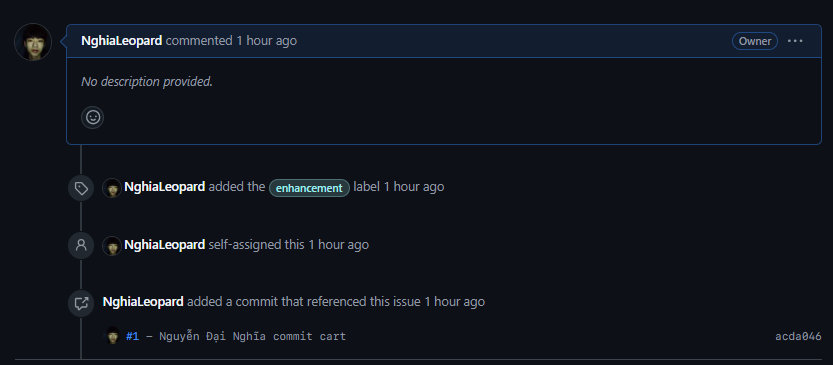 NghiaLeopard commented 1 hour ago Owner ...
No description provided.
NghiaLeopard added the enhancement label 1 hour ago
NghiaLeopard self-assigned this 1 hour ago
NghiaLeopard added a commit that referenced this issue 1 hour ago
#1 – Nguyễn Đại Nghĩa commit cart acda046